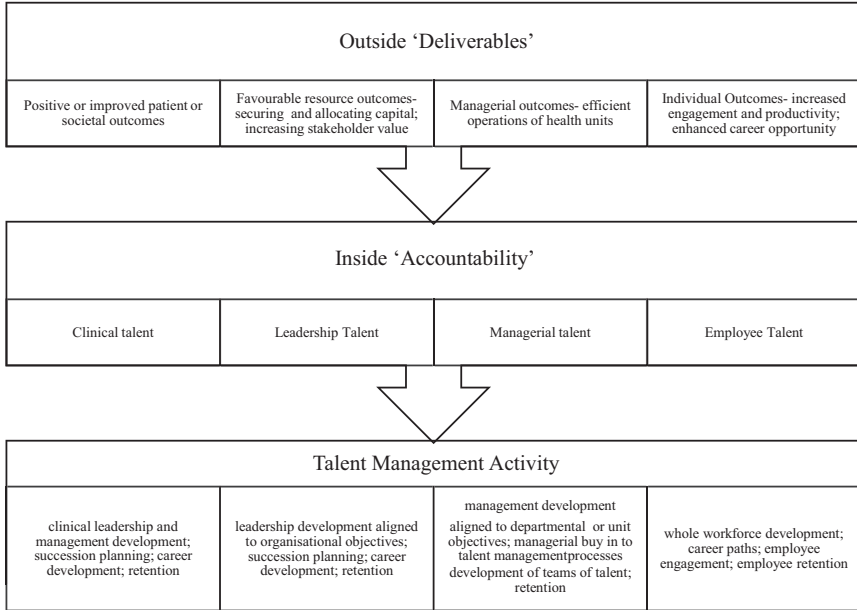 Outside ‘Deliverables’
Positive or improved patient or
societal outcomes
Favourable resource outcomes-
securing and allocating capital;
increasing stakeholder value
Managerial outcomes- efficient
operations of health units
Individual Outcomes- increased
engagement and productivity;
enhanced career opportunity
Inside ‘Accountability’
Clinical talent
Leadership Talent
Managerial talent
Employee Talent
Talent Management Activity
clinical leadership and
management development;
succession planning; career
development; retention
leadership development aligned
to organisational objectives;
succession planning; career
development; retention
management development
aligned to departmental or unit
objectives; managerial buy in to
talent managementprocesses
development of teams of talent;
retention
whole workforce development;
career paths; employee
engagement; employee retention